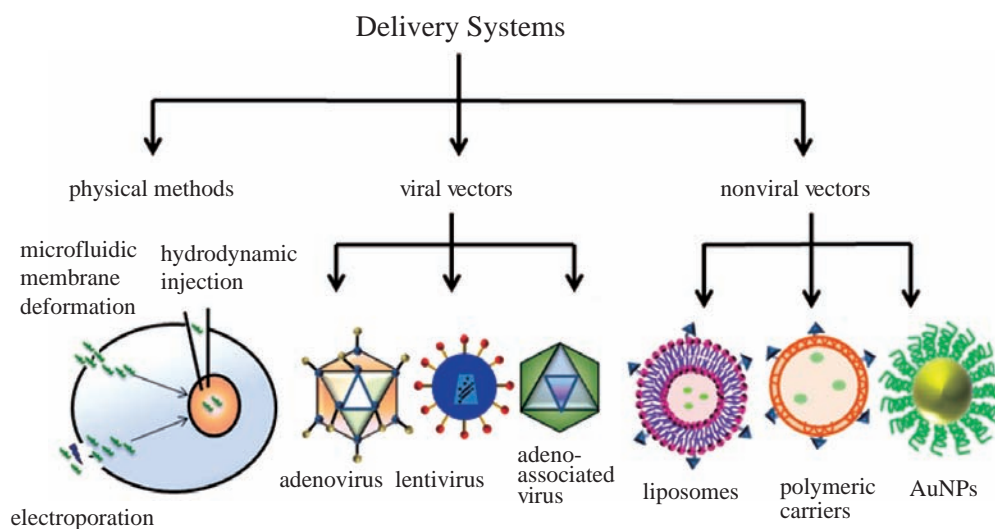 Delivery Systems
physical methods
viral vectors
nonviral vectors
microfluidic
membrane
deformation
hydrodynamic
injection
electroporation
adenovirus
lentivirus
adeno-
associated
virus
liposomes
polymeric
carriers
AuNPs